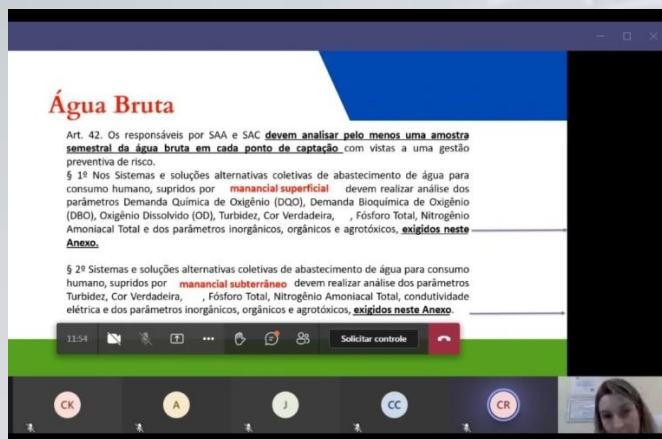 Água Bruta
Art. 42. Os responsáveis por SAA e SAC devem analisar pelo menos uma amostra
semestral da água bruta em cada ponto de captação com vistas a uma gestão
preventiva de risco.
§ 1º Nos Sistemas e soluções alternativas coletivas de abastecimento de água para
consumo humano, supridos por manancial superficial devem realizar análise dos
parâmetros Demanda Química de Oxigênio (DQO), Demanda Bioquímica de Oxigênio
(DBO), Oxigênio Dissolvido (OD), Turbidez, Cor Verdadeira, , Fósforo Total, Nitrogênio
Amoniacal Total e dos parâmetros inorgânicos, orgânicos e agrotóxicos, exigidos neste
Anexo.
§ 2º Sistemas e soluções alternativas coletivas de abastecimento de água para consumo
humano, supridos por manancial subterrâneo devem realizar análise dos parâmetros
Turbidez, Cor Verdadeira, , Fósforo Total, Nitrogênio Amoniacal Total, condutividade
elétrica e dos parâmetros inorgânicos, orgânicos e agrotóxicos, exigidos neste Anexo.
11:54 Solicitar controle
CK A J CC CR